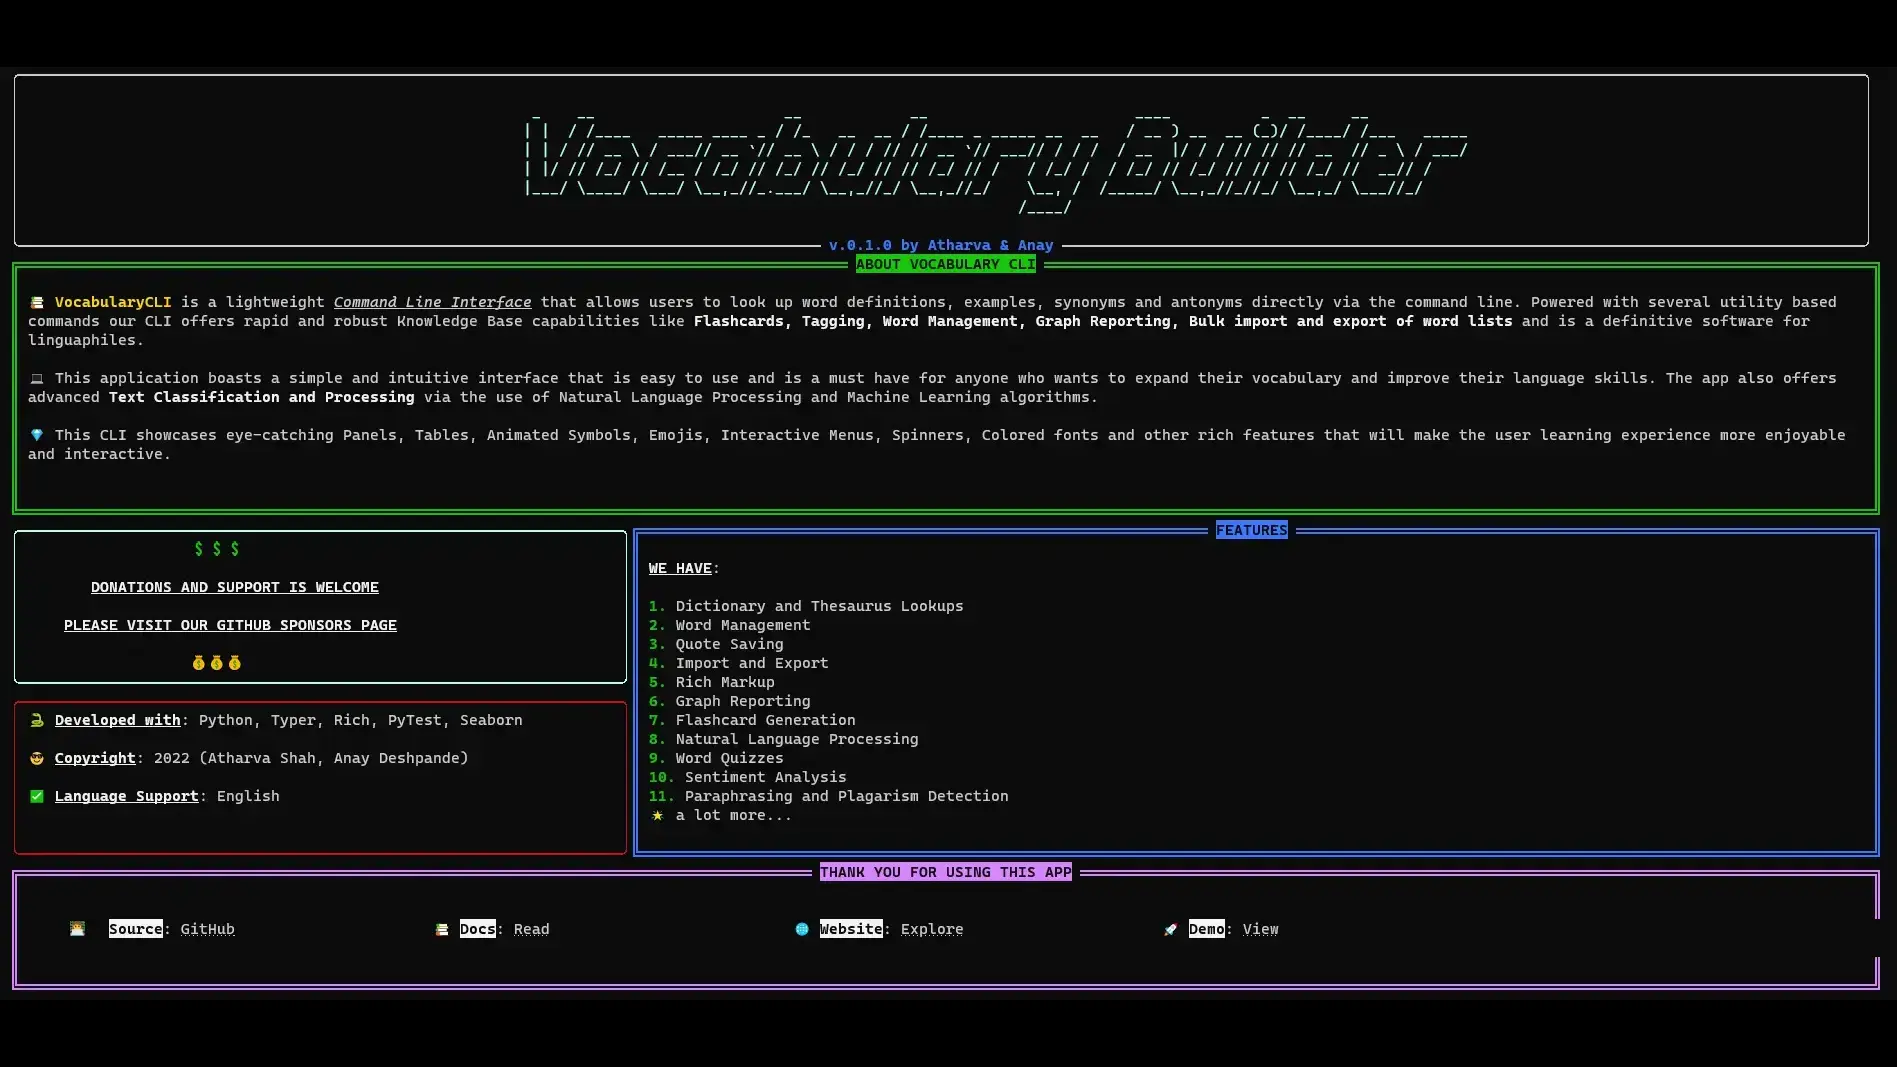 Vocabulary Builder
v.0.1.0 by Atharva & Anay
ABOUT VOCABULARY CLI
📚 VocabularyCLI is a lightweight Command Line Interface that allows users to look up word definitions, examples, synonyms and antonyms directly via the command line. Powered with several utility based
commands our CLI offers rapid and robust Knowledge Base capabilities like Flashcards, Tagging, Word Management, Graph Reporting, Bulk import and export of word lists and is a definitive software for
linguaphiles.
💻 This application boasts a simple and intuitive interface that is easy to use and is a must have for anyone who wants to expand their vocabulary and improve their language skills. The app also offers
advanced Text Classification and Processing via the use of Natural Language Processing and Machine Learning algorithms.
💎 This CLI showcases eye-catching Panels, Tables, Animated Symbols, Emojis, Interactive Menus, Spinners, Colored fonts and other rich features that will make the user learning experience more enjoyable
and interactive.
$ $ $
DONATIONS AND SUPPORT IS WELCOME
PLEASE VISIT OUR GITHUB SPONSORS PAGE
💰💰💰
🐍 Developed with: Python, Typer, Rich, PyTest, Seaborn
😎 Copyright: 2022 (Atharva Shah, Anay Deshpande)
✅ Language Support: English
FEATURES
WE HAVE:
1. Dictionary and Thesaurus Lookups
2. Word Management
3. Quote Saving
4. Import and Export
5. Rich Markup
6. Graph Reporting
7. Flashcard Generation
8. Natural Language Processing
9. Word Quizzes
10. Sentiment Analysis
11. Paraphrasing and Plagarism Detection
★ a lot more...
THANK YOU FOR USING THIS APP
Source: GitHub
Docs: Read
Website: Explore
Demo: View